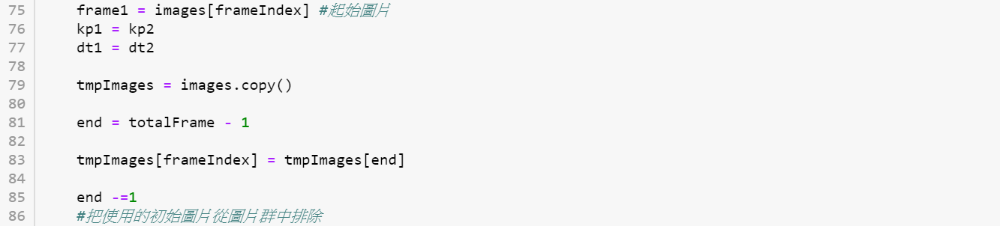 75 frame1 = images[frameIndex] #起始圖片
76 kp1 = kp2
77 dt1 = dt2
78
79 tmpImages = images.copy()
80
81 end = totalFrame - 1
82
83 tmpImages[frameIndex] = tmpImages[end]
84
85 end -=1
86 #把使用的初始圖片從圖片群中排除